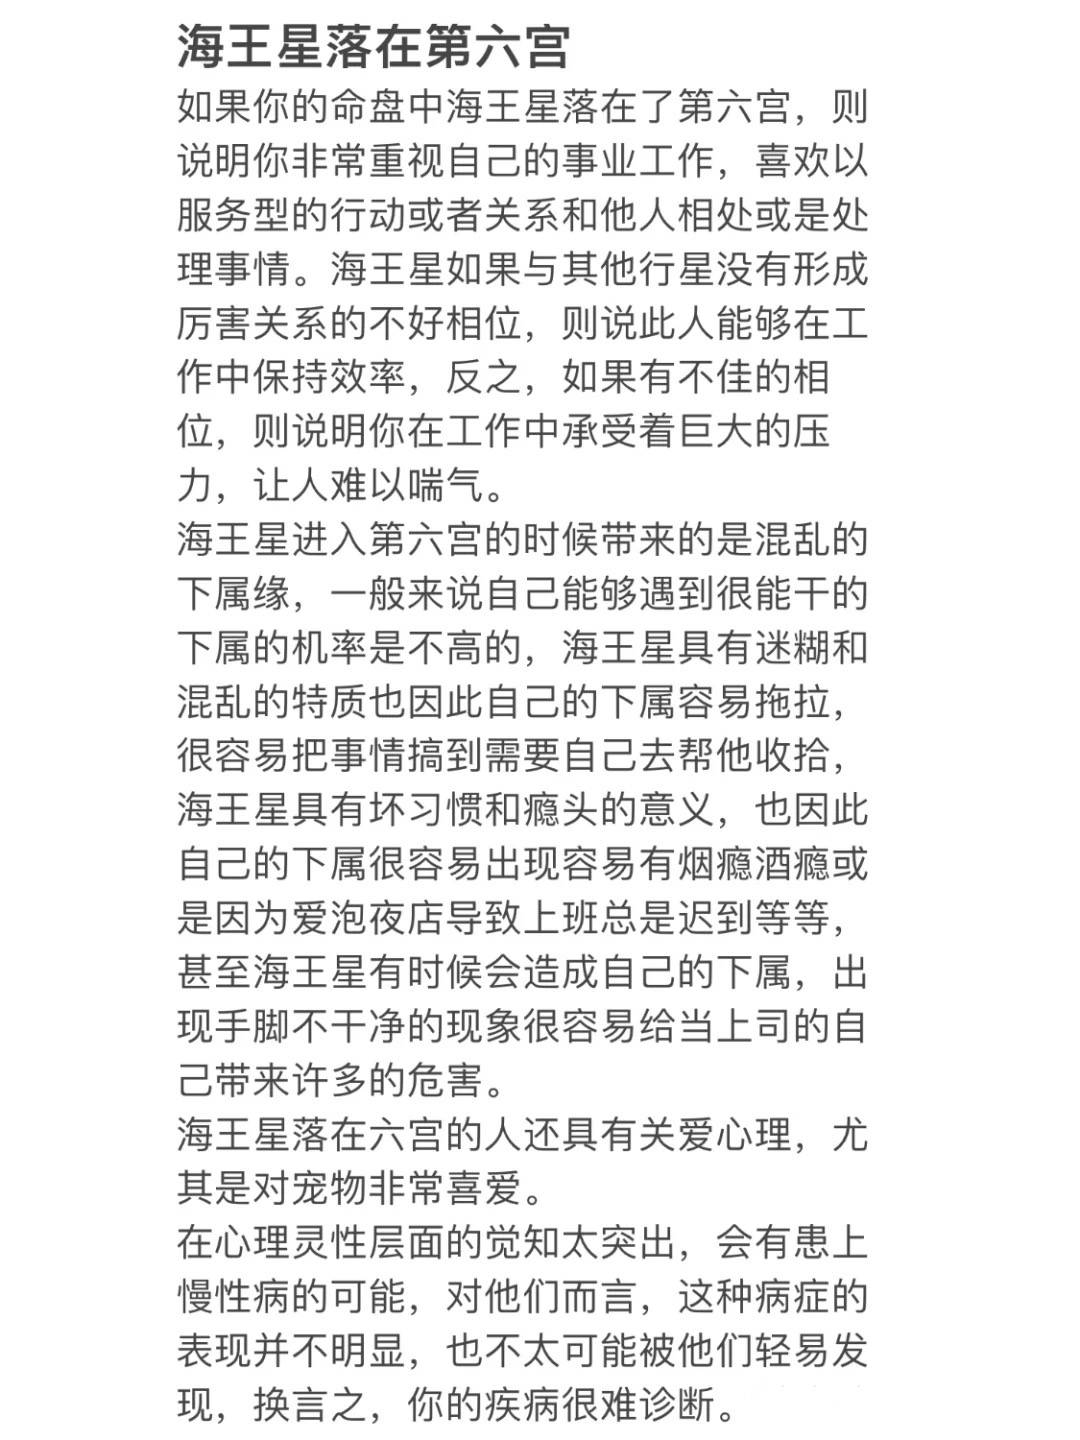 海王星落在第六宫
如果你的命盘中海王星落在了第六宫，则
说明你非常重视自己的事业工作，喜欢以
服务型的行动或者关系和他人相处或是处
理事情。海王星如果与其他行星没有形成
厉害关系的不好相位，则说此人能够在工
作中保持效率，反之，如果有不佳的相
位，则说明你在工作中承受着巨大的压
力，让人难以喘气。
海王星进入第六宫的时候带来的是混乱的
下属缘，一般来说自己能够遇到很能干的
下属的机率是不高的，海王星具有迷糊和
混乱的特质也因此自己的下属容易拖拉，
很容易把事情搞到需要自己去帮他收拾，
海王星具有坏习惯和瘾头的意义，也因此
自己的下属很容易出现容易有烟瘾酒瘾或
是因为爱泡夜店导致上班总是迟到等等，
甚至海王星有时候会造成自己的下属，出
现手脚不干净的现象很容易给当上司的自
己带来许多的危害。
海王星落在六宫的人还具有关爱心理，尤
其是对宠物非常喜爱。
在心理灵性层面的觉知太突出，会有患上
慢性病的可能，对他们而言，这种病症的
表现并不明显，也不太可能被他们轻易发
现，换言之，你的疾病很难诊断。